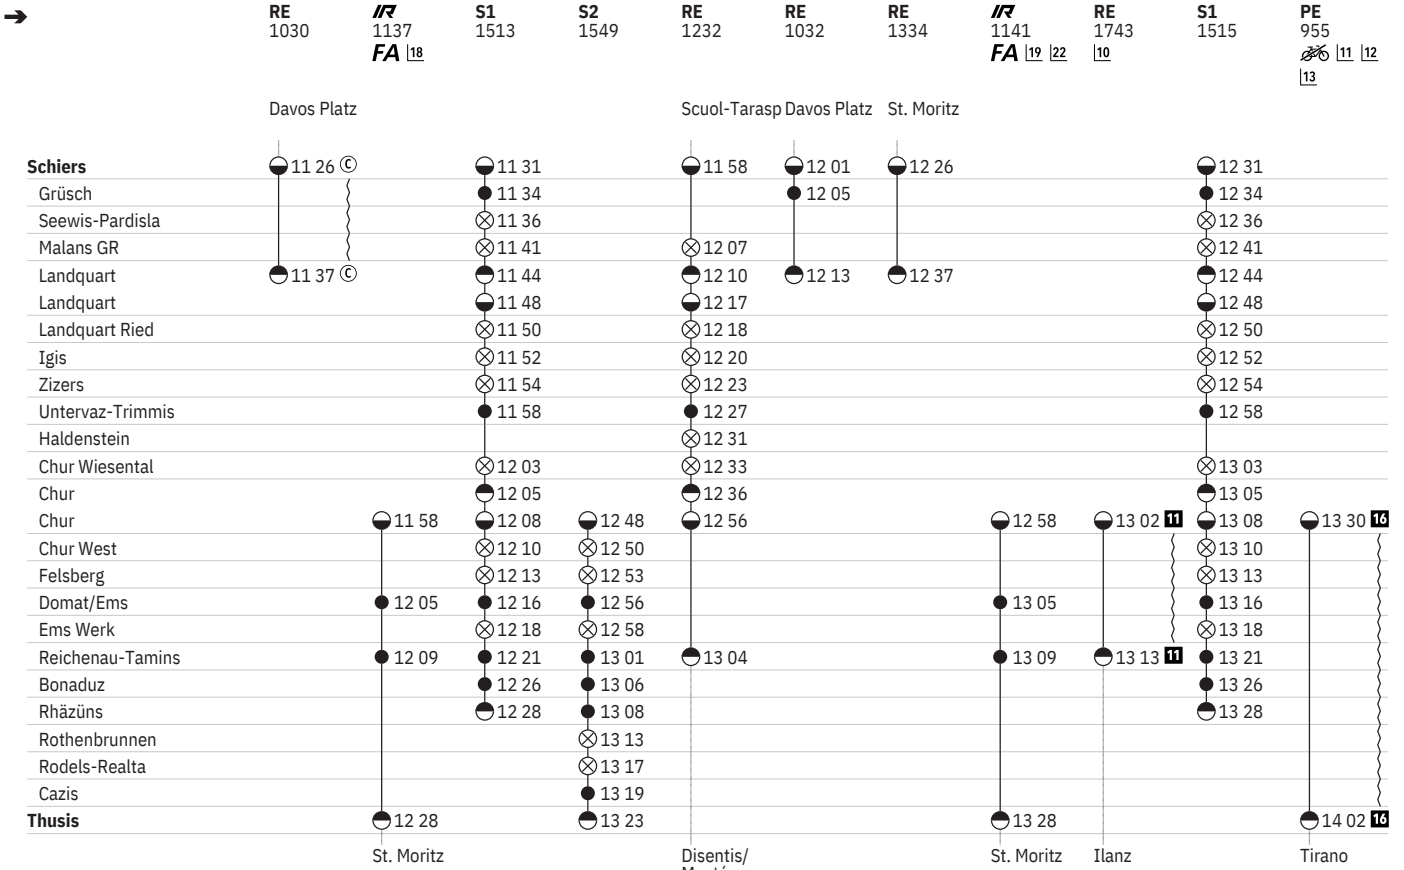 ➔ RE IR S1 S2 RE RE RE IR RE S1 PE
1030 1137 1513 1549 1232 1032 1334 1141 1743 1515 955
FA 18 FA 19 22 10 11 12
13
Davos Platz Scuol-Tarasp Davos Platz St. Moritz
Schiers 11 26 C 11 31 11 58 12 01 12 26 12 31
Grüsch 11 34 12 05 12 34
Seewis-Pardisla 11 36 12 36
Malans GR 11 41 12 07 12 41
Landquart 11 37 C 11 44 12 10 12 13 12 37 12 44
Landquart 11 48 12 17 12 48
Landquart Ried 11 50 12 18 12 50
Igis 11 52 12 20 12 52
Zizers 11 54 12 23 12 54
Untervaz-Trimmis 11 58 12 27 12 58
Haldenstein 12 31
Chur Wiesental 12 03 12 33 13 03
Chur 12 05 12 36 13 05
Chur 11 58 12 08 12 48 12 56 12 58 13 02 11 13 08 13 30 16
Chur West 12 10 12 50 13 10
Felsberg 12 13 12 53 13 13
Domat/Ems 12 05 12 16 12 56 13 05 13 16
Ems Werk 12 18 12 58 13 18
Reichenau-Tamins 12 09 12 21 13 01 13 04 13 09 13 13 11 13 21
Bonaduz 12 26 13 06 13 26
Rhäzüns 12 28 13 08 13 28
Rothenbrunnen 13 13
Rodels-Realta 13 17
Cazis 13 19
Thusis 12 28 13 23 13 28 14 02 16
St. Moritz Disentis/ St. Moritz Ilanz Tirano